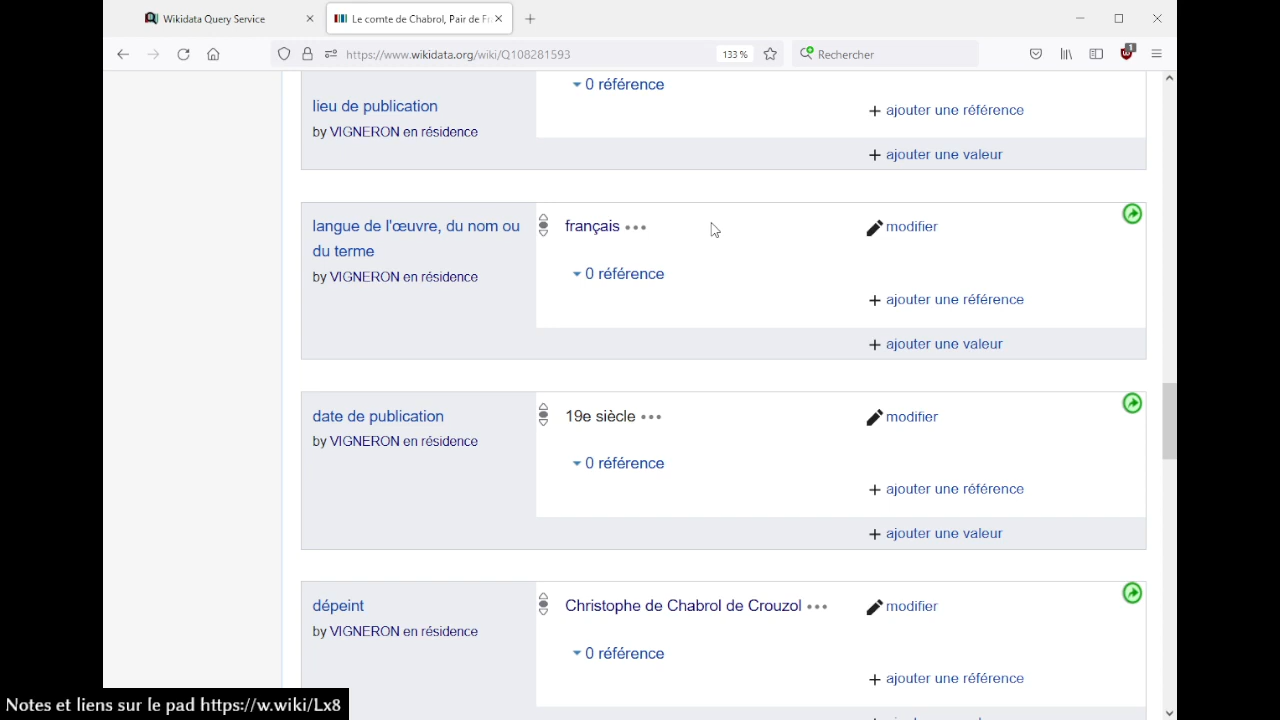 Wikidata Query Service
Le comte de Chabrol, Pair de Fr
https://www.wikidata.org/wiki/Q108281593
133 %
Rechercher
1
0 référence
lieu de publication
ajouter une référence
by VIGNERON en résidence
ajouter une valeur
langue de l'œuvre, du nom ou
du terme
français
modifier
by VIGNERON en résidence
0 référence
ajouter une référence
ajouter une valeur
date de publication
19e siècle
modifier
by VIGNERON en résidence
0 référence
ajouter une référence
ajouter une valeur
dépeint
Christophe de Chabrol de Crouzol
modifier
by VIGNERON en résidence
0 référence
ajouter une référence
Notes et liens sur le pad https://w.wiki/Lx8